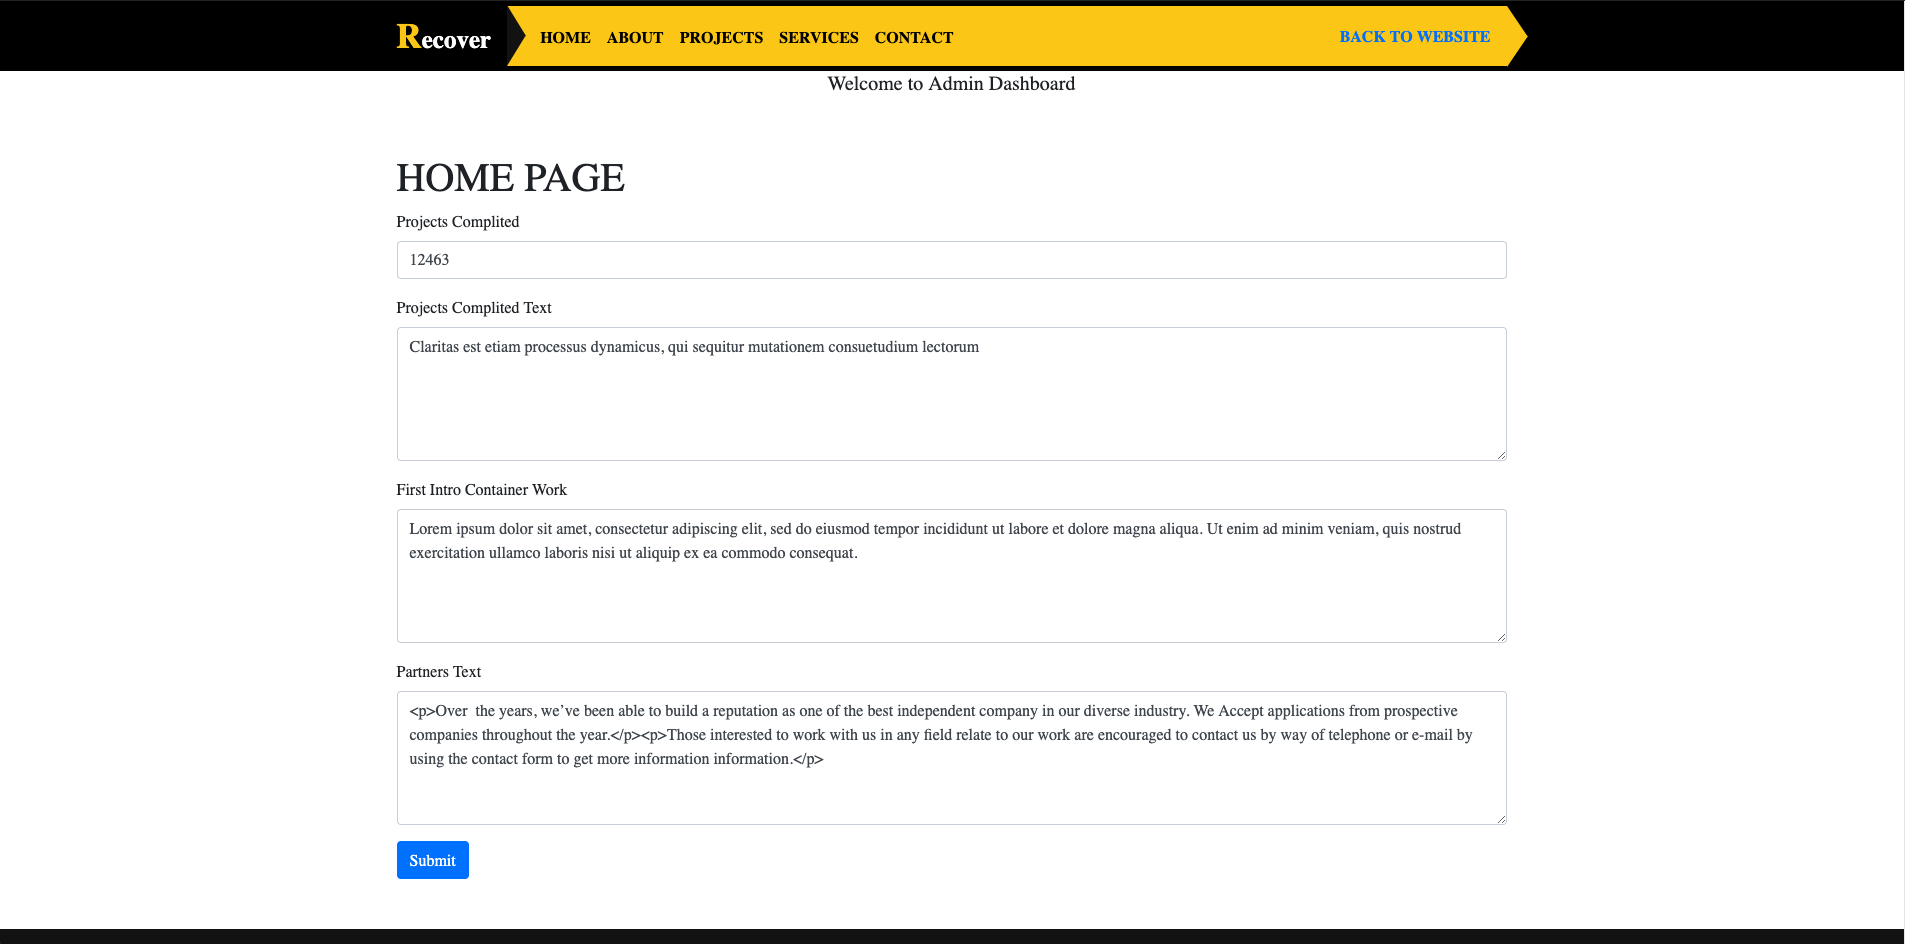 Recover HOME ABOUT PROJECTS SERVICES CONTACT BACK TO WEBSITE
Welcome to Admin Dashboard
HOME PAGE
Projects Complited
12463
Projects Complited Text
Claritas est etiam processus dynamicus, qui sequitur mutationem consuetudium lectorum
First Intro Container Work
Lorem ipsum dolor sit amet, consectetur adipiscing elit, sed do eiusmod tempor incididunt ut labore et dolore magna aliqua. Ut enim ad minim veniam, quis nostrud
exercitation ullamco laboris nisi ut aliquip ex ea commodo consequat.
Partners Text
<p>Over  the years, we’ve been able to build a reputation as one of the best independent company in our diverse industry. We Accept applications from prospective
companies throughout the year.</p><p>Those interested to work with us in any field relate to our work are encouraged to contact us by way of telephone or e-mail by
using the contact form to get more information information.</p>
Submit